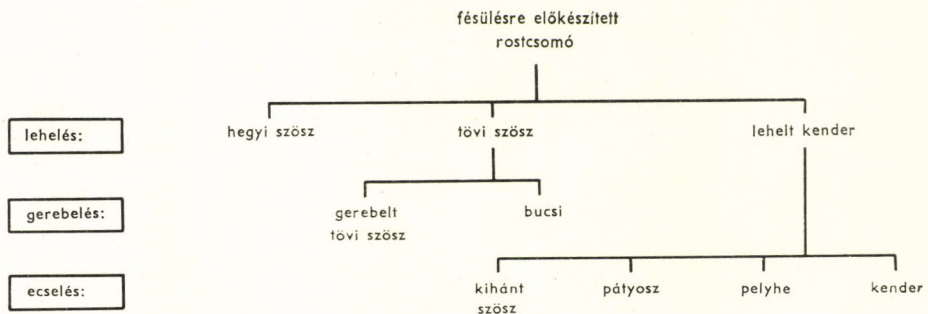 fésülésre előkészített
rostcsomó
lehelés:
hegyi szösz
tövi szösz
lehelt kender
gerebelés:
gerebelt
tövi szösz
bucsi
ecselés:
kihánt
szösz
pátyosz
pelyhe
kender